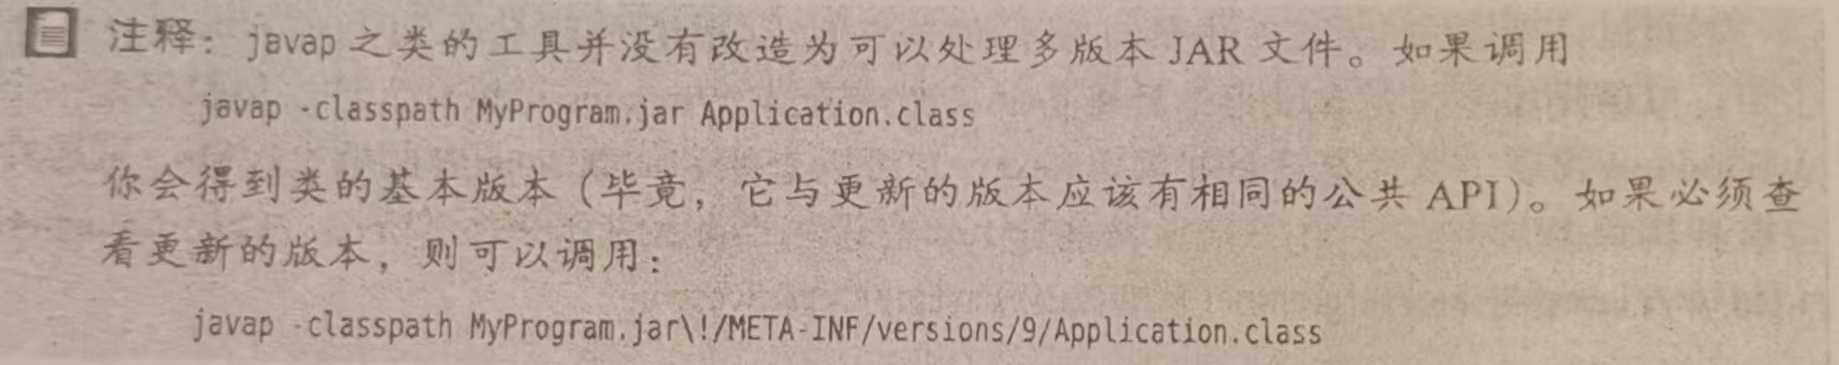 注释：javap 之类的工具并没有改造为可以处理多版本 JAR 文件。如果调用
javap -classpath MyProgram.jar Application.class
你会得到类的基本版本（毕竟，它与更新的版本应该有相同的公共 API）。如果必须查
看更新的版本，则可以调用：
javap -classpath MyProgram.jar\!/META-INF/versions/9/Application.class